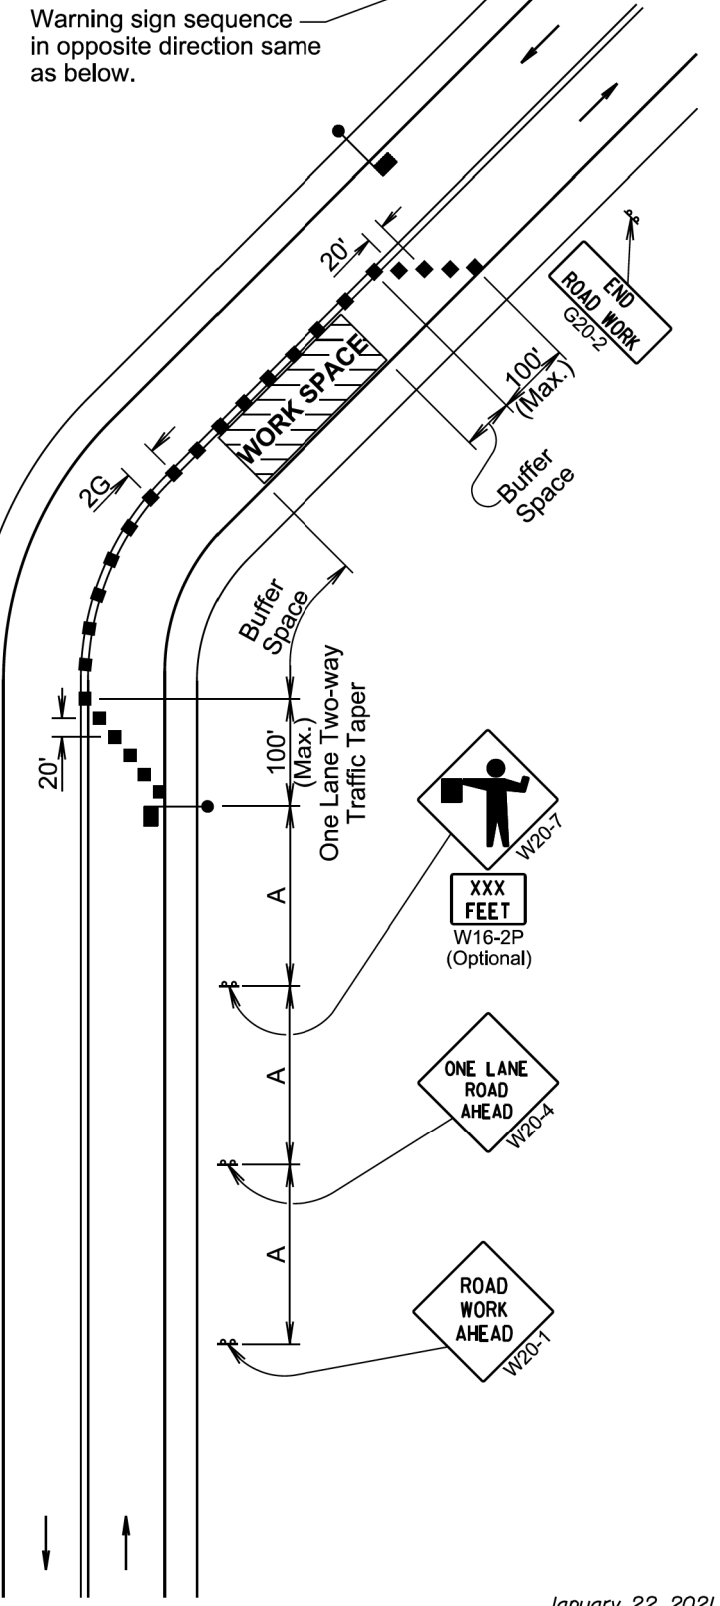 Warning sign sequence
in opposite direction same
as below.
20'
END
ROAD WORK
G20-2
100'
(Max.)
WORK SPACE
Buffer
Space
2G
Buffer
Space
20'
100'
(Max.)
One Lane Two-way
Traffic Taper
W20-7
XXX
FEET
W16-2P
(Optional)
A
A
ONE LANE
ROAD
AHEAD
W20-4
A
ROAD
WORK
AHEAD
W20-1
January 22, 2021